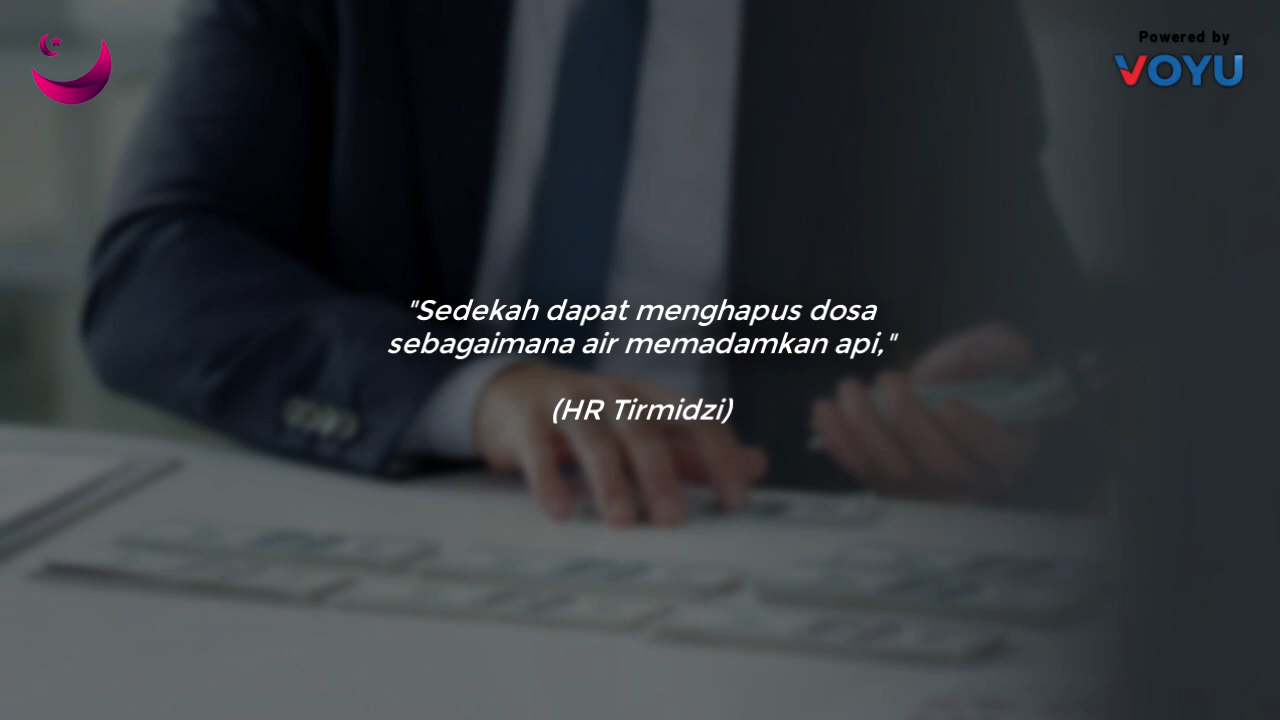 Powered by
VOYU
"Sedekah dapat menghapus dosa
sebagaimana air memadamkan api,"
(HR Tirmidzi)